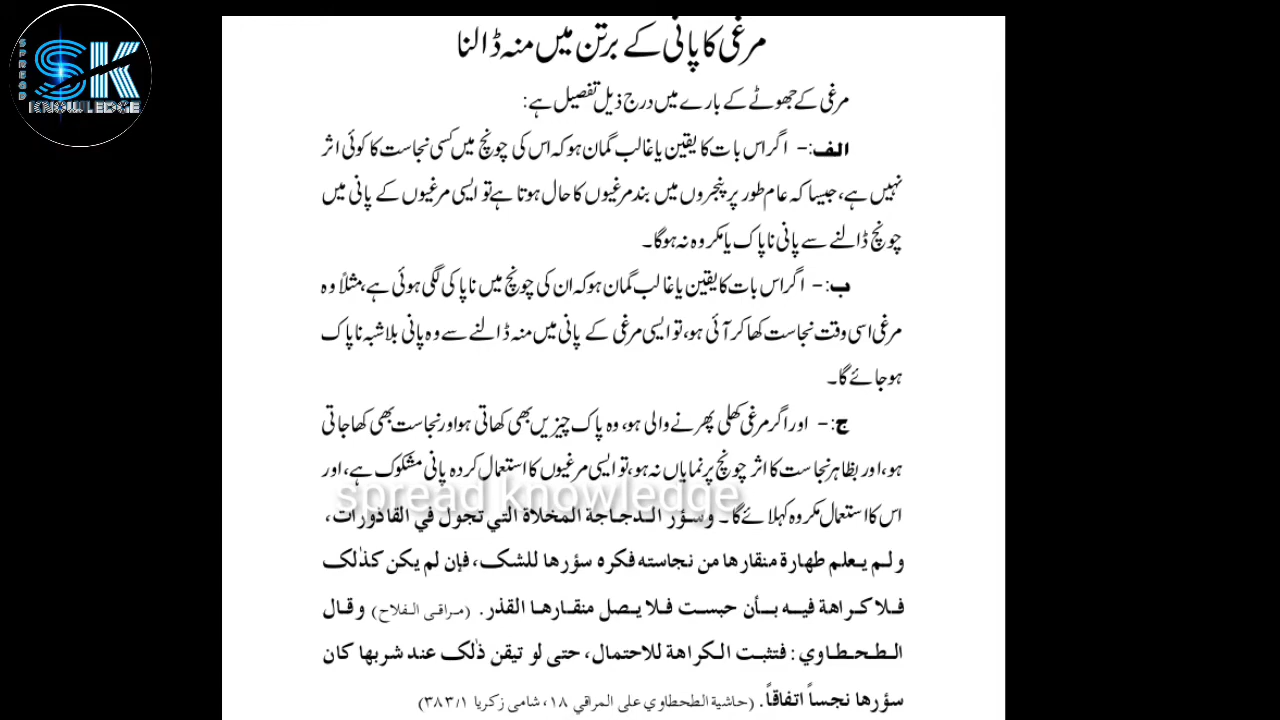 SPREAD
SK
KNOWLEDGE
مرغی کا پانی کے برتن میں منہ ڈالنا
مرغی کے جھوٹے کے بارے میں درج ذیل تفصیل ہے:
الف:- اگر اس بات کا یقین یا غالب گمان ہو کہ اس کی چونچ میں کسی نجاست کا کوئی اثر
نہیں ہے، جیسا کہ عام طور پر پنجروں میں بند مرغیوں کا حال ہوتا ہے تو ایسی مرغیوں کے پانی میں
چونچ ڈالنے سے پانی ناپاک یا مکروہ نہ ہوگا۔
ب:- اگر اس بات کا یقین یا غالب گمان ہو کہ ان کی چونچ میں ناپاکی لگی ہوئی ہے، مثلاً وہ
مرغی اسی وقت نجاست کھا کر آئی ہو، تو ایسی مرغی کے پانی میں منہ ڈالنے سے وہ پانی بلاشبہ ناپاک
ہو جائے گا۔
ج:- اور اگر مرغی کھلی پھرنے والی ہو، وہ پاک چیزیں بھی کھاتی ہو اور نجاست بھی کھا جاتی
ہو، اور بظاہر نجاست کا اثر چونچ پر نمایاں نہ ہو، تو ایسی مرغیوں کا استعمال کردہ پانی مشکوک ہے، اور
اس کا استعمال مکروہ کہلائے گا۔ وسؤر الدجاجة المخلاة التي تجول في القاذورات،
ولم يعلم طهارة منقارها من نجاسته فكره سؤرها للشك، فإن لم يكن كذٰلك
فلا كراهة فيه بأن حبست فلا يصل منقارها القذر. (مراقی الفلاح) وقال
الطحطاوي: فتثبت الكراهة للاحتمال، حتى لو تيقن ذٰلك عند شربها كان
سؤرها نجساً اتفاقاً. (حاشية الطحطاوي على المراقي ۱۸، شامی زکریا ۳۸۳/۱)
spread knowledge